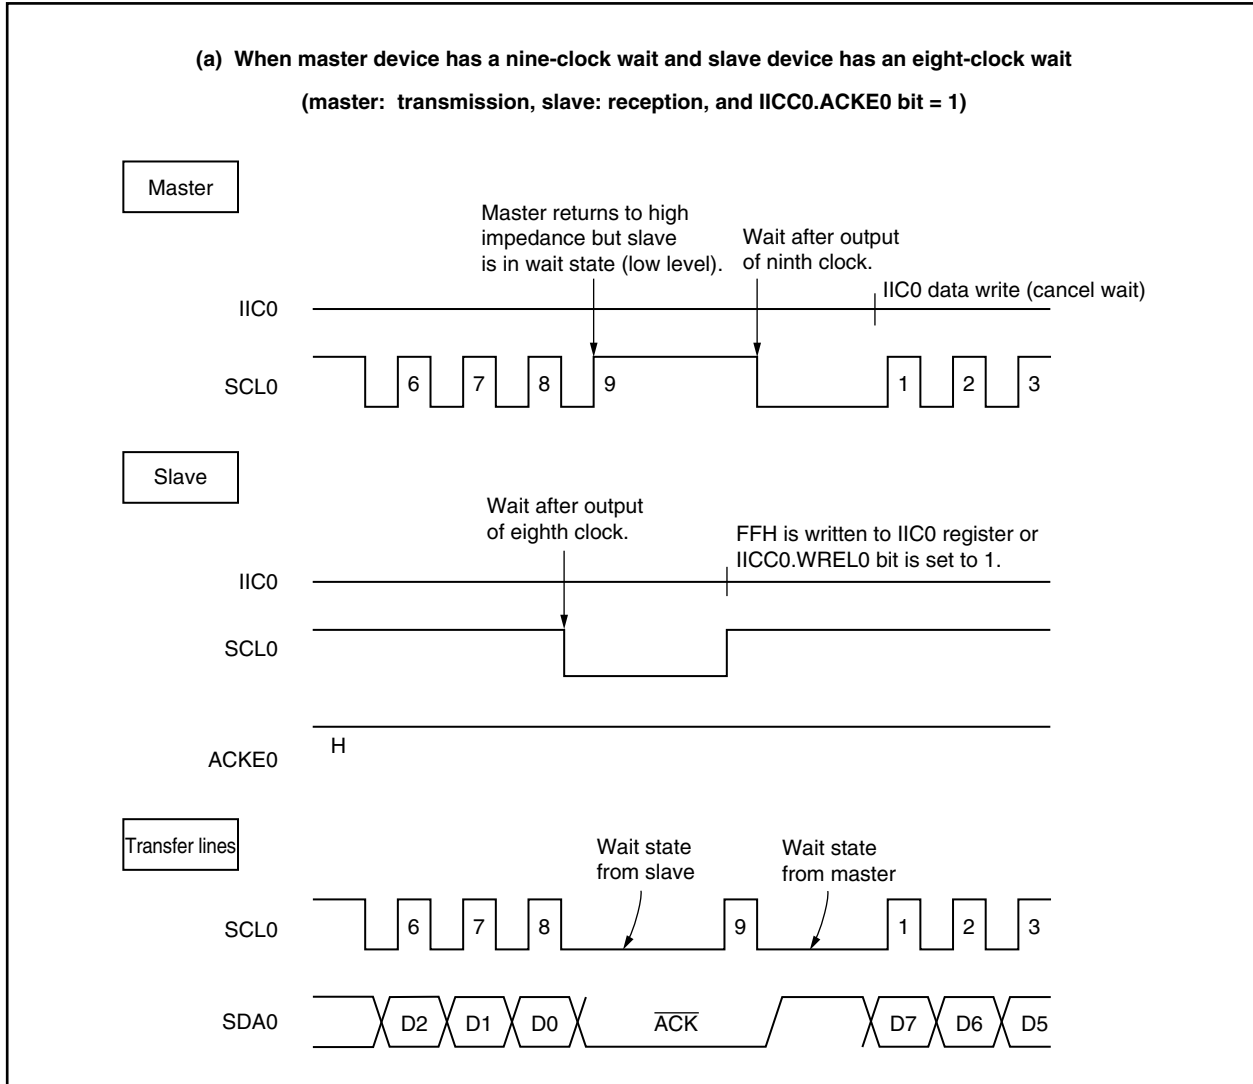 (a) When master device has a nine-clock wait and slave device has an eight-clock wait
(master: transmission, slave: reception, and IICC0.ACKE0 bit = 1)
Master
Master returns to high
impedance but slave
is in wait state (low level).
Wait after output
of ninth clock.
IIC0 data write (cancel wait)
IIC0
SCL0
6 7 8 9 1 2 3
Slave
Wait after output
of eighth clock.
FFH is written to IIC0 register or
IICC0.WREL0 bit is set to 1.
IIC0
SCL0
H
ACKE0
Transfer lines
Wait state
from slave
Wait state
from master
SCL0
6 7 8 9 1 2 3
SDA0
D2 D1 D0 ACK D7 D6 D5